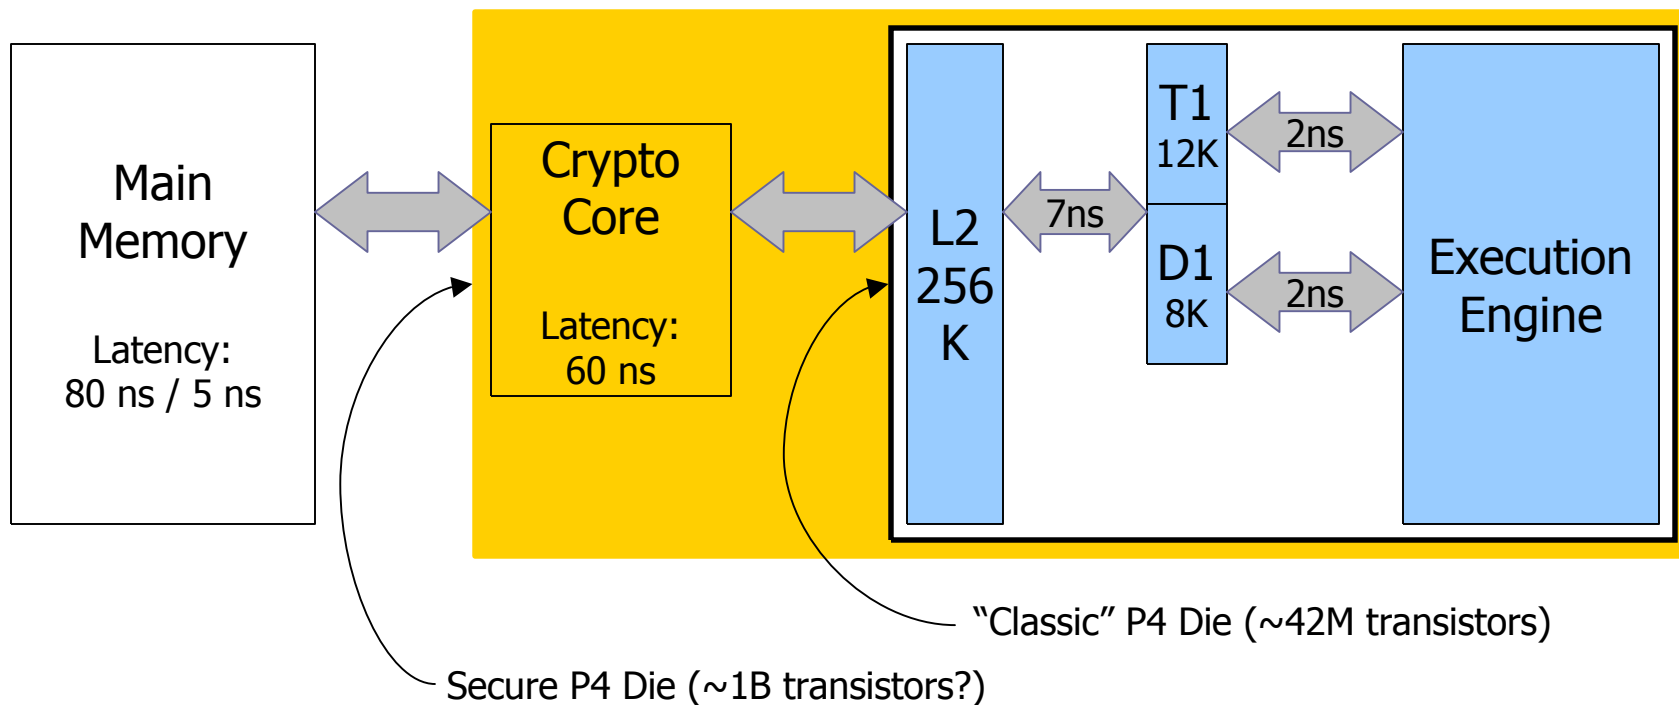 Main
Memory
Latency:
80 ns / 5 ns
Crypto
Core
Latency:
60 ns
L2
256
K
7ns
T1
12K
D1
8K
2ns
2ns
Execution
Engine
“Classic” P4 Die (~42M transistors)
Secure P4 Die (~1B transistors?)